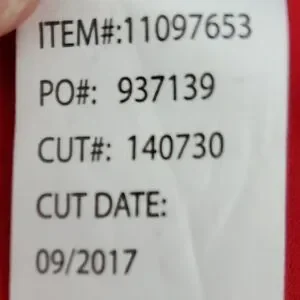 ITEM#:11097653
PO#: 937139
CUT#: 140730
CUT DATE:
09/2017